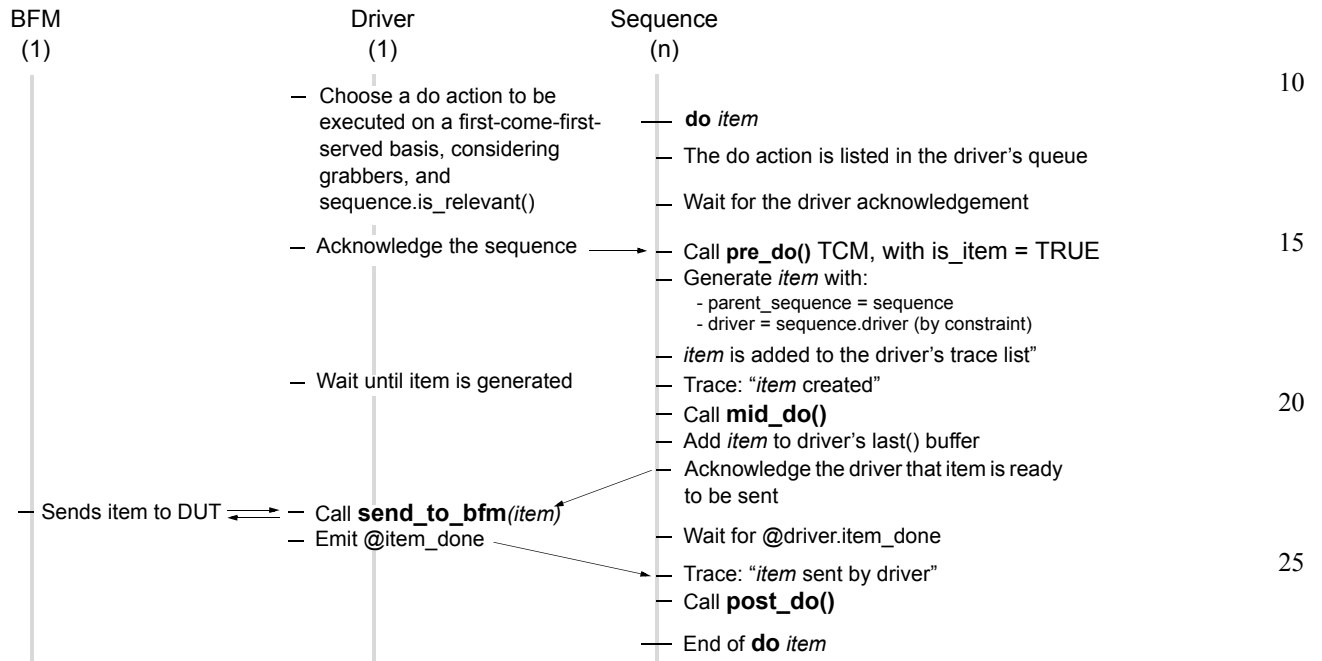 BFM
(1)
Driver
(1)
Sequence
(n)
Choose a do action to be
executed on a first-come-first-
served basis, considering
grabbers, and
sequence.is_relevant()
Acknowledge the sequence
Wait until item is generated
Sends item to DUT
Call send_to_bfm(item)
Emit @item_done
do item
The do action is listed in the driver's queue
Wait for the driver acknowledgement
Call pre_do() TCM, with is_item = TRUE
Generate item with:
- parent_sequence = sequence
- driver = sequence.driver (by constraint)
item is added to the driver's trace list”
Trace: “item created”
Call mid_do()
Add item to driver's last() buffer
Acknowledge the driver that item is ready
to be sent
Wait for @driver.item_done
Trace: “item sent by driver”
Call post_do()
End of do item
10
15
20
25